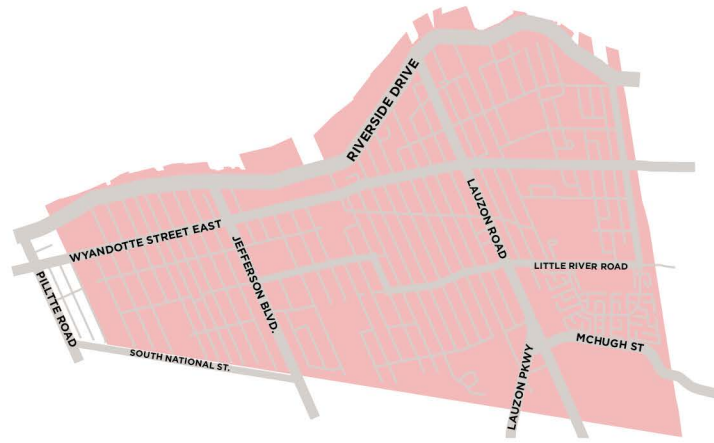 RIVERSIDE DRIVE
WYANDOTTE STREET EAST
LAUZON ROAD
JEFFERSON BLVD.
LITTLE RIVER ROAD
PILLTTE ROAD
SOUTH NATIONAL ST.
MCHUGH ST
LAUZON PKWY